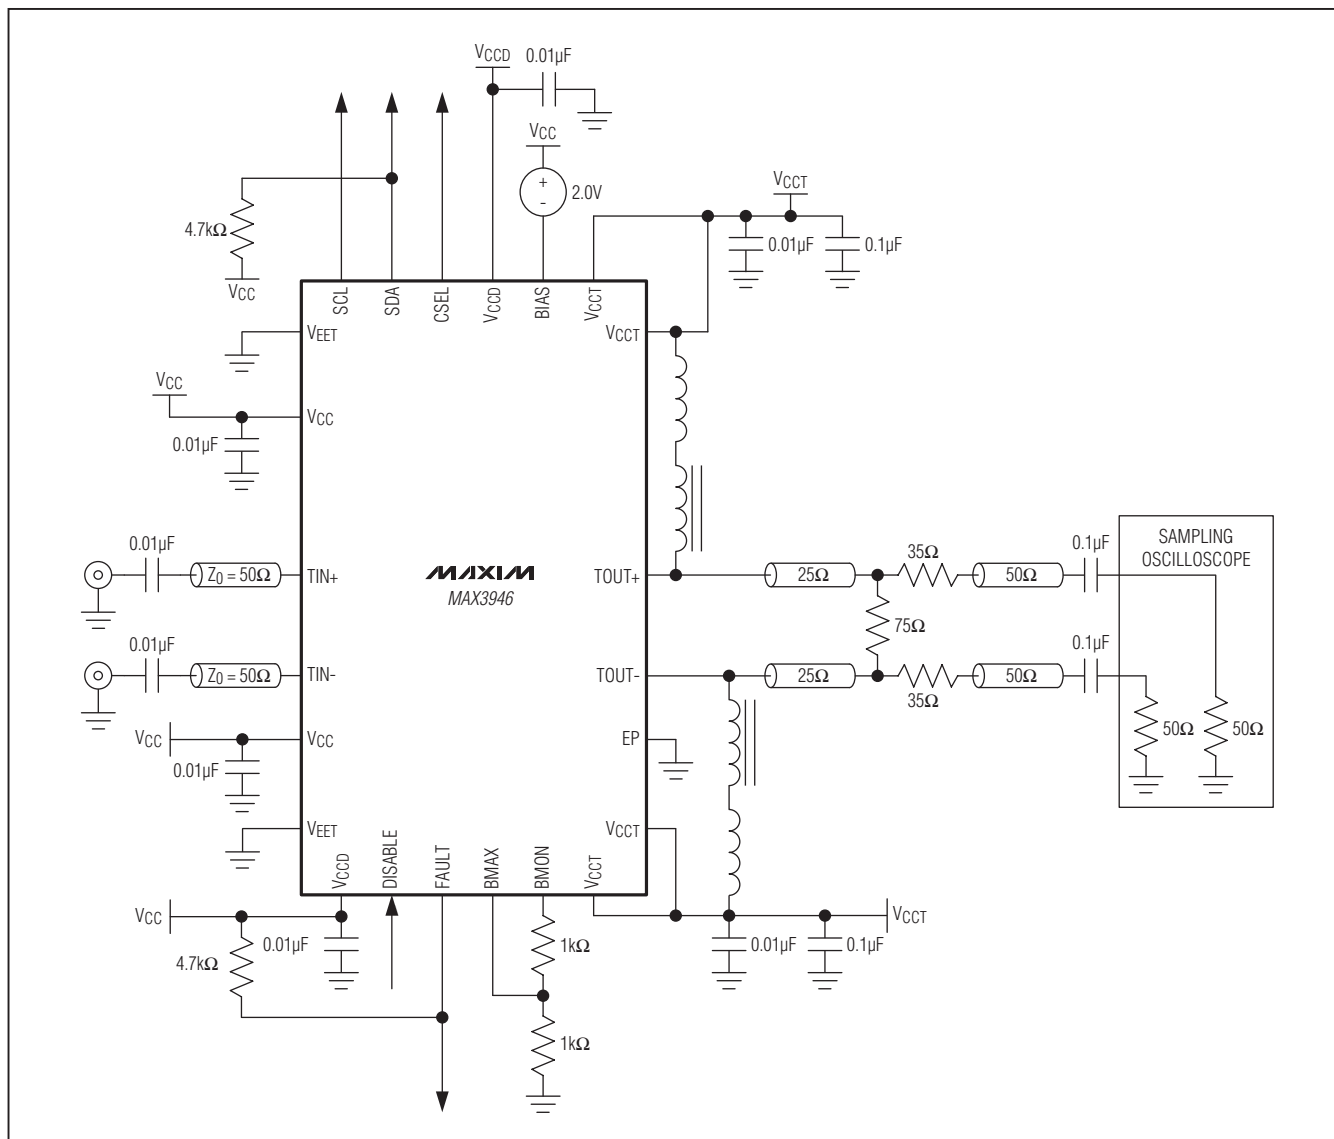 VCCD
0.01µF
VCC
+
-
2.0V
VCCT
4.7kΩ
0.01µF
0.1µF
VCC
SCL
SDA
CSEL
VCCD
BIAS
VCCT
VEET
VCCT
VCC
VCC
0.01µF
0.01µF
Z0 = 50Ω
TIN+
MAXIM
MAX3946
TOUT+
25Ω
35Ω
50Ω
0.1µF
SAMPLING
OSCILLOSCOPE
75Ω
0.01µF
Z0 = 50Ω
TIN-
TOUT-
25Ω
35Ω
50Ω
0.1µF
50Ω
50Ω
VCC
VCC
0.01µF
EP
VEET
VCCT
VCCD
DISABLE
FAULT
BMAX
BMON
VCCT
VCC
0.01µF
4.7kΩ
1kΩ
0.01µF
0.1µF
VCCT
1kΩ